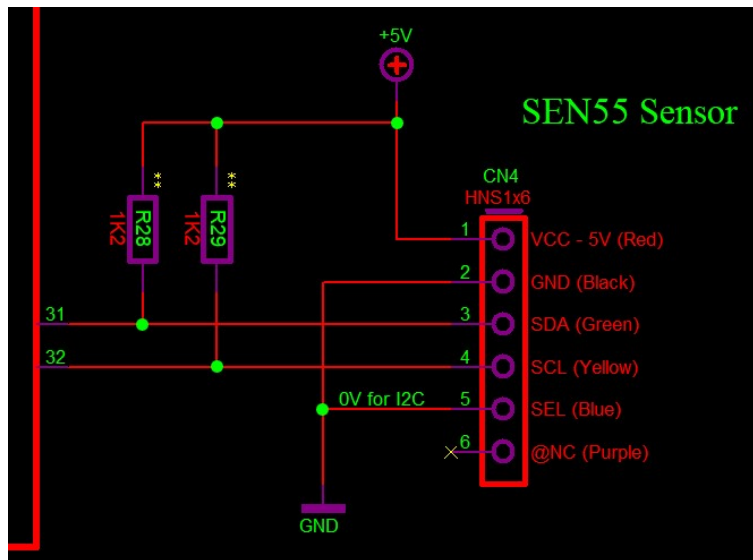 +5V
SEN55 Sensor
CN4
HNS1x6
**
**
R28
1K2
R29
1K2
1
VCC - 5V (Red)
2
GND (Black)
31
3
SDA (Green)
32
4
SCL (Yellow)
0V for I2C
5
SEL (Blue)
6
@NC (Purple)
GND